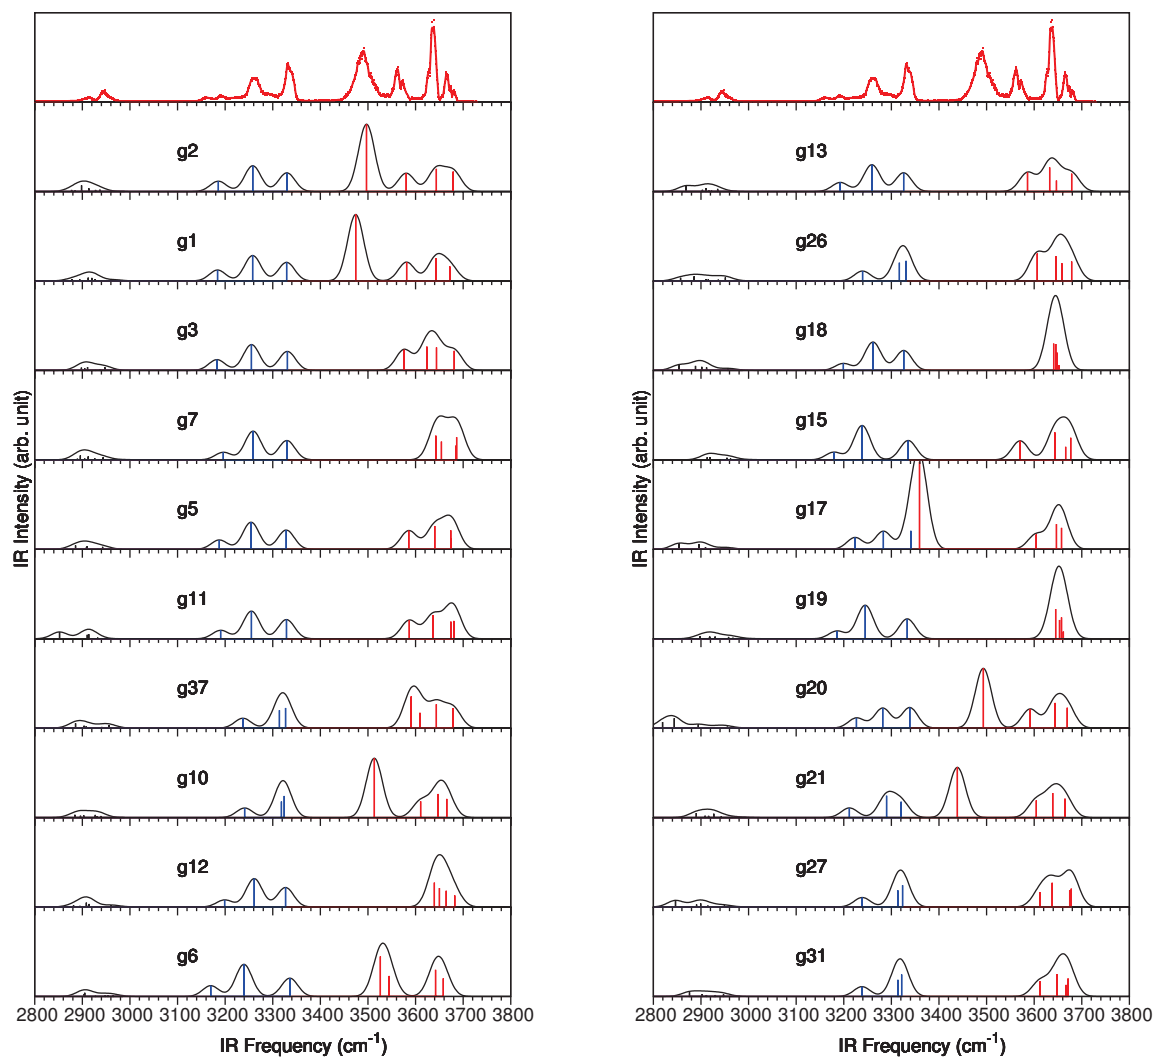 g2
g1
g3
g7
g5
g11
g37
g10
g12
g6
IR Intensity (arb. unit)
2800 2900 3000 3100 3200 3300 3400 3500 3600 3700 3800
IR Frequency (cm⁻¹)
g13
g26
g18
g15
g17
g19
g20
g21
g27
g31
IR Intensity (arb. unit)
2800 2900 3000 3100 3200 3300 3400 3500 3600 3700 3800
IR Frequency (cm⁻¹)